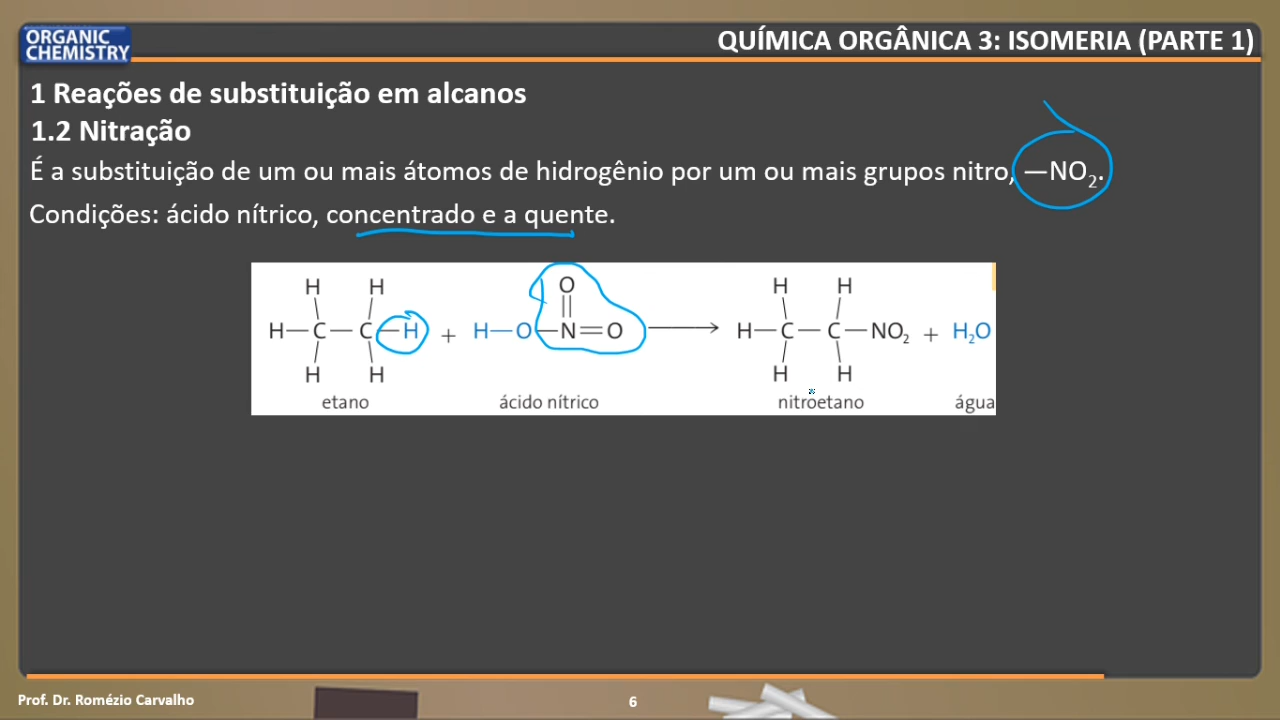 ORGANIC
CHEMISTRY
QUÍMICA ORGÂNICA 3: ISOMERIA (PARTE 1)
1 Reações de substituição em alcanos
1.2 Nitração
É a substituição de um ou mais átomos de hidrogênio por um ou mais grupos nitro, —NO₂.
Condições: ácido nítrico, concentrado e a quente.
H H O H H
H—C—C—H + H—O—N=O ⟶ H—C—C—NO₂ + H₂O
H H H H
etano ácido nítrico nitroetano água
Prof. Dr. Romézio Carvalho 6